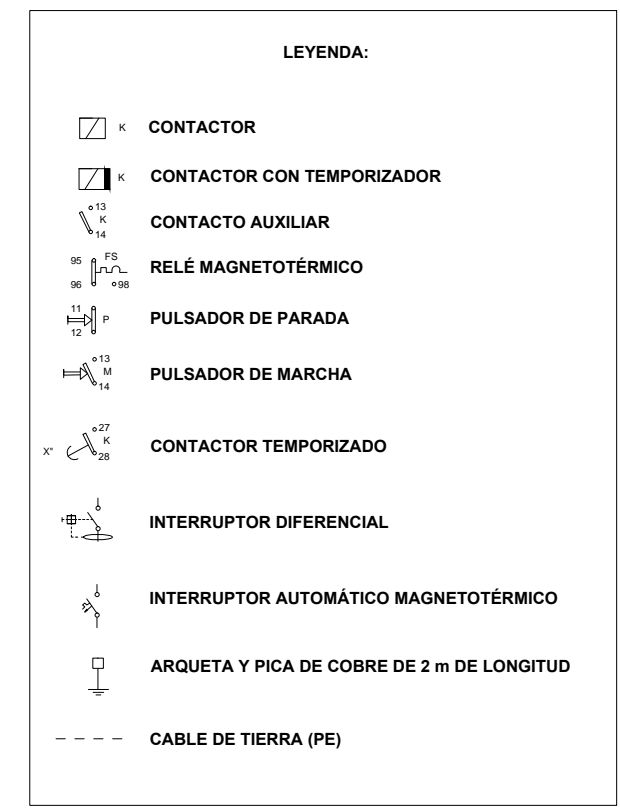 LEYENDA:
K CONTACTOR
K CONTACTOR CON TEMPORIZADOR
13
K
14
CONTACTO AUXILIAR
95 FS
96 98
RELÉ MAGNETOTÉRMICO
11
P
12
PULSADOR DE PARADA
13
M
14
PULSADOR DE MARCHA
27
K
X" 28
CONTACTOR TEMPORIZADO
INTERRUPTOR DIFERENCIAL
INTERRUPTOR AUTOMÁTICO MAGNETOTÉRMICO
ARQUETA Y PICA DE COBRE DE 2 m DE LONGITUD
CABLE DE TIERRA (PE)